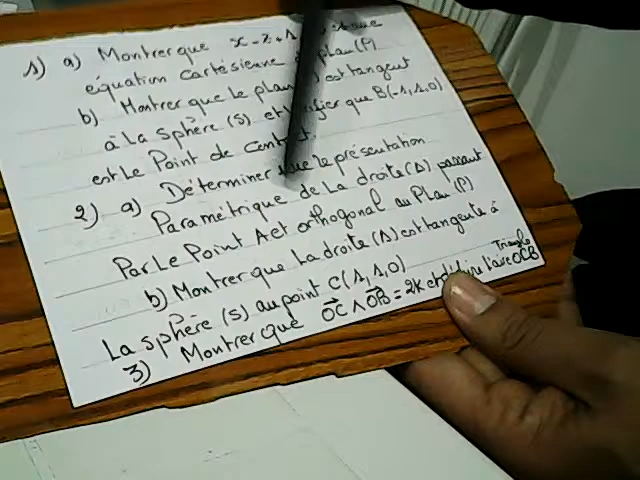 1) a) Montrer que x-z+1 est une
équation Cartésienne plan (P)
b) Montrer que le plan est tangent
à la sphère (S) et vérifier que B(-1,1,0)
est le Point de Contact.
2) a) Déterminer une représentation
Paramétrique de la droite (Δ) passant
Par le Point A et orthogonal au Plan (P)
b) Montrer que la droite (Δ) est tangente à
La sphère (S) au point C(1,1,0)
3) Montrer que OC ∧ OB = 2k et l'aire Triangle OCB